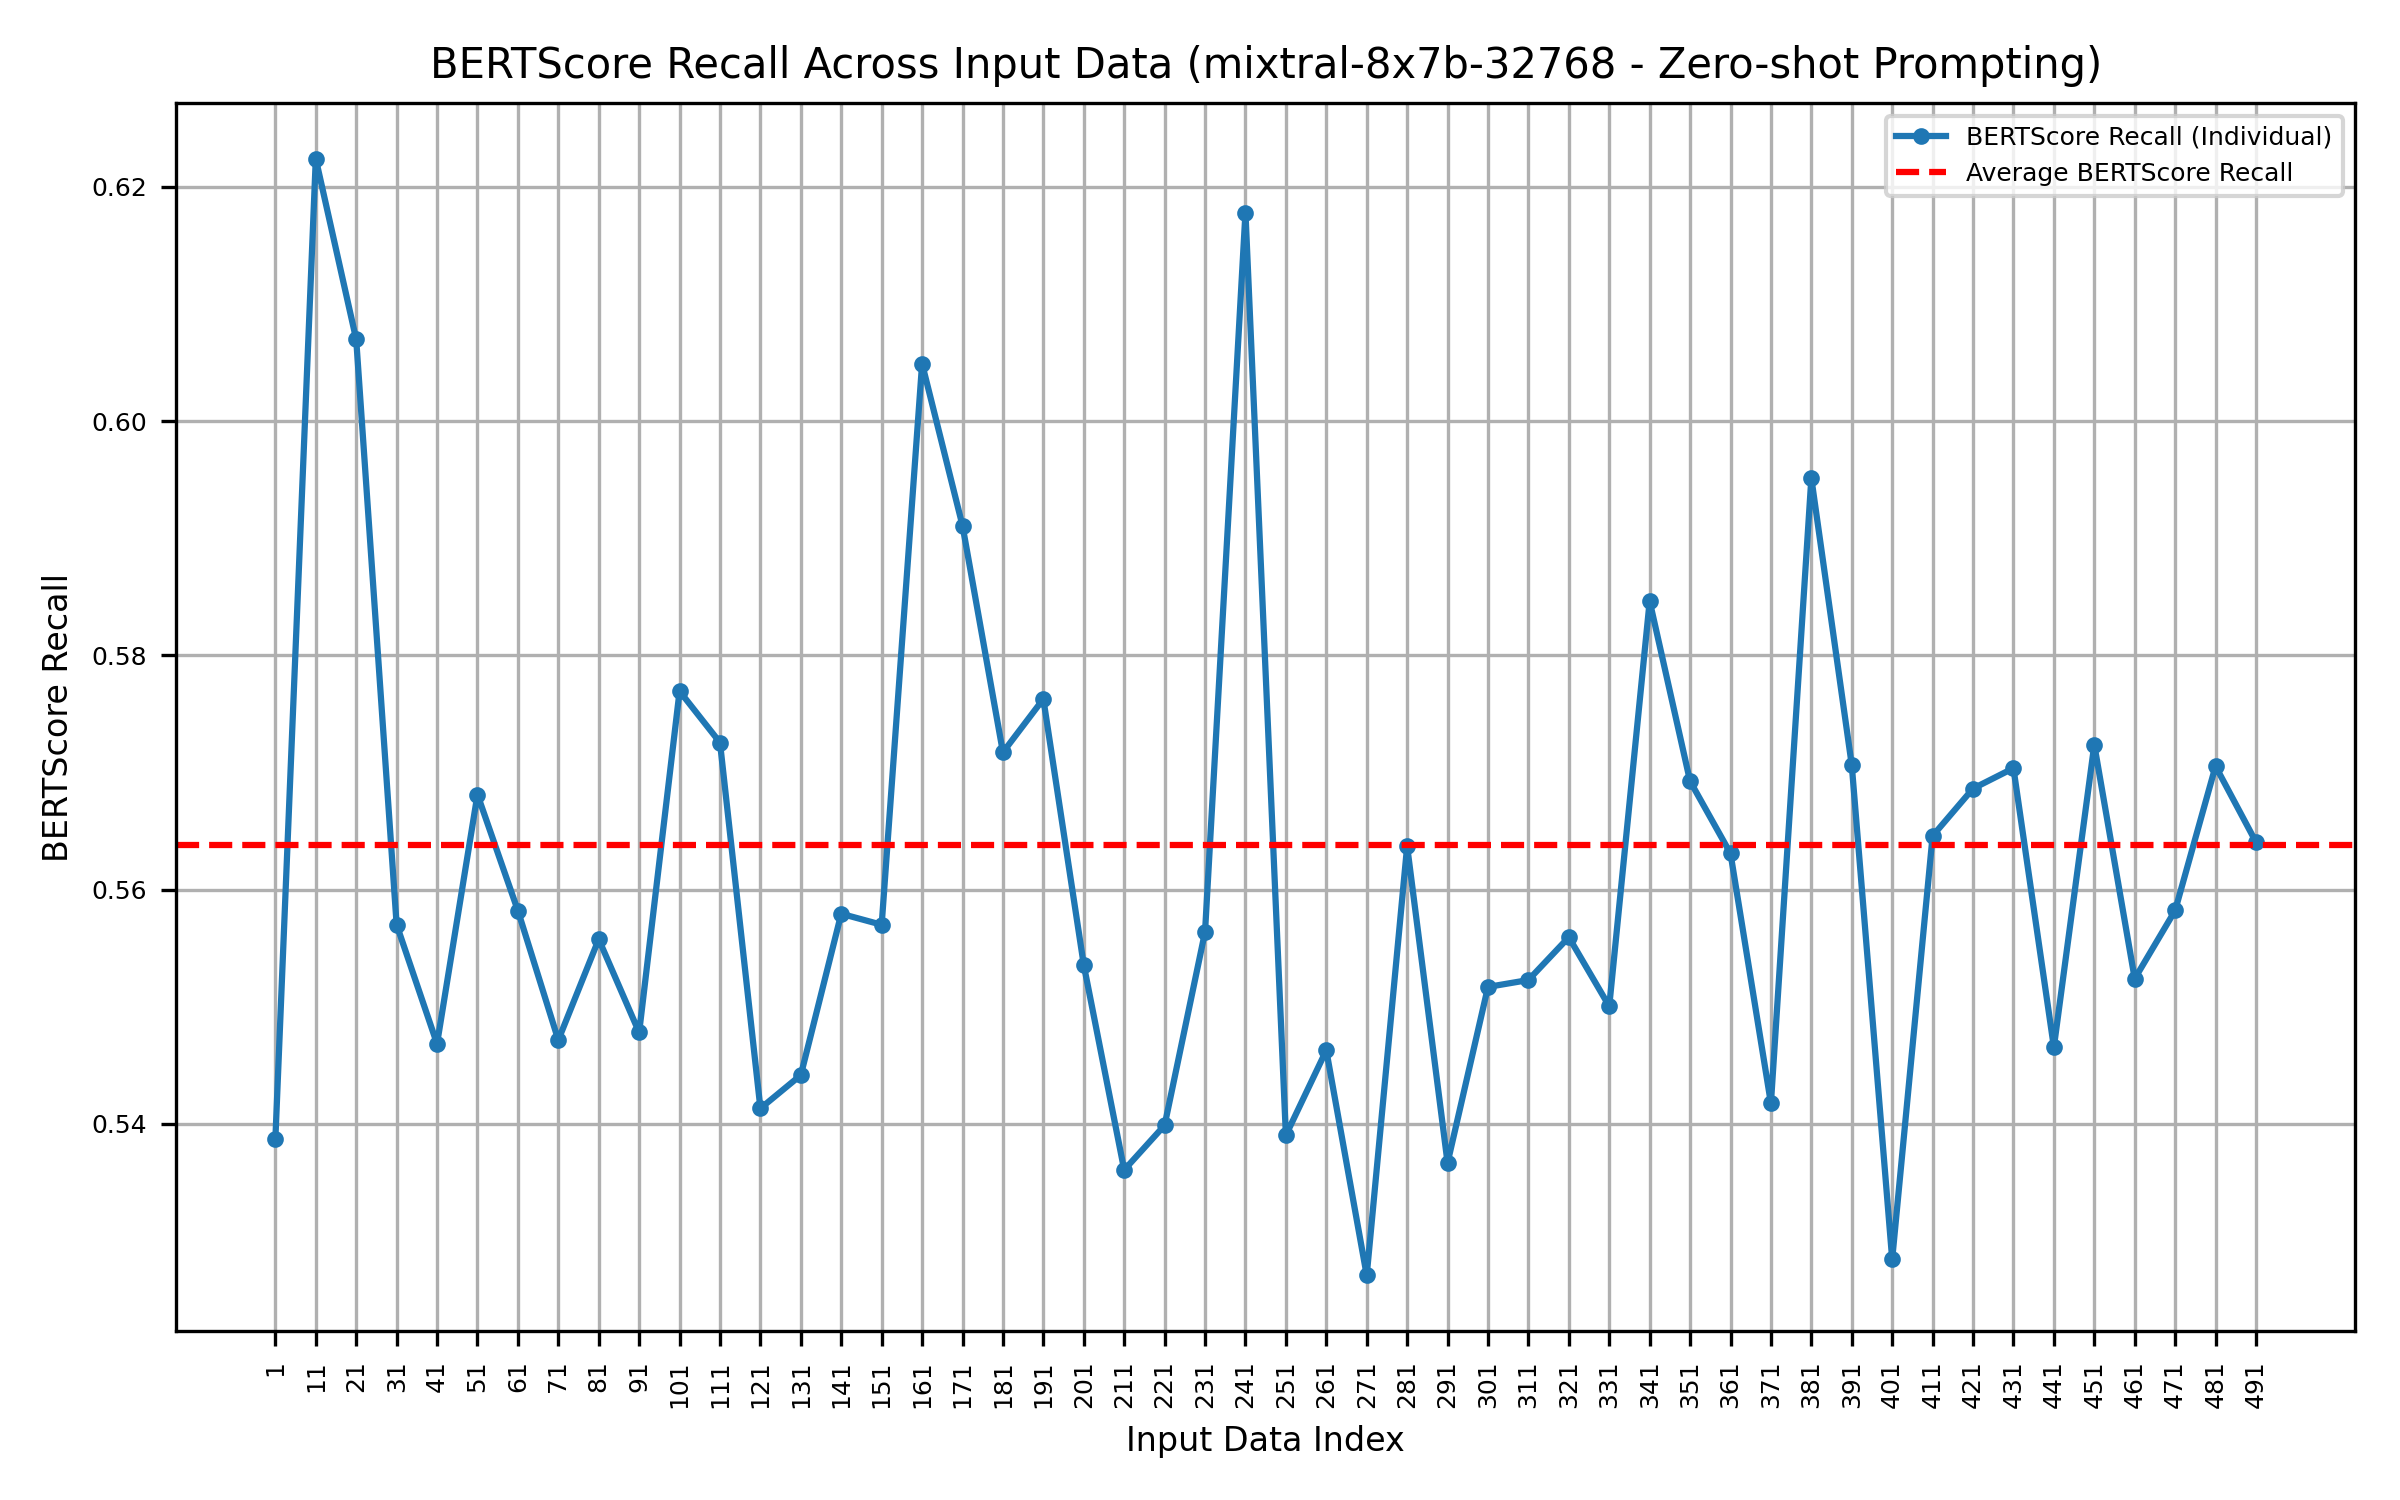 BERTScore Recall Across Input Data (mixtral-8x7b-32768 - Zero-shot Prompting)
BERTScore Recall (Individual)
Average BERTScore Recall
0.62
0.60
0.58
0.56
0.54
BERTScore Recall
1 11 21 31 41 51 61 71 81 91 101 111 121 131 141 151 161 171 181 191 201 211 221 231 241 251 261 271 281 291 301 311 321 331 341 351 361 371 381 391 401 411 421 431 441 451 461 471 481 491
Input Data Index